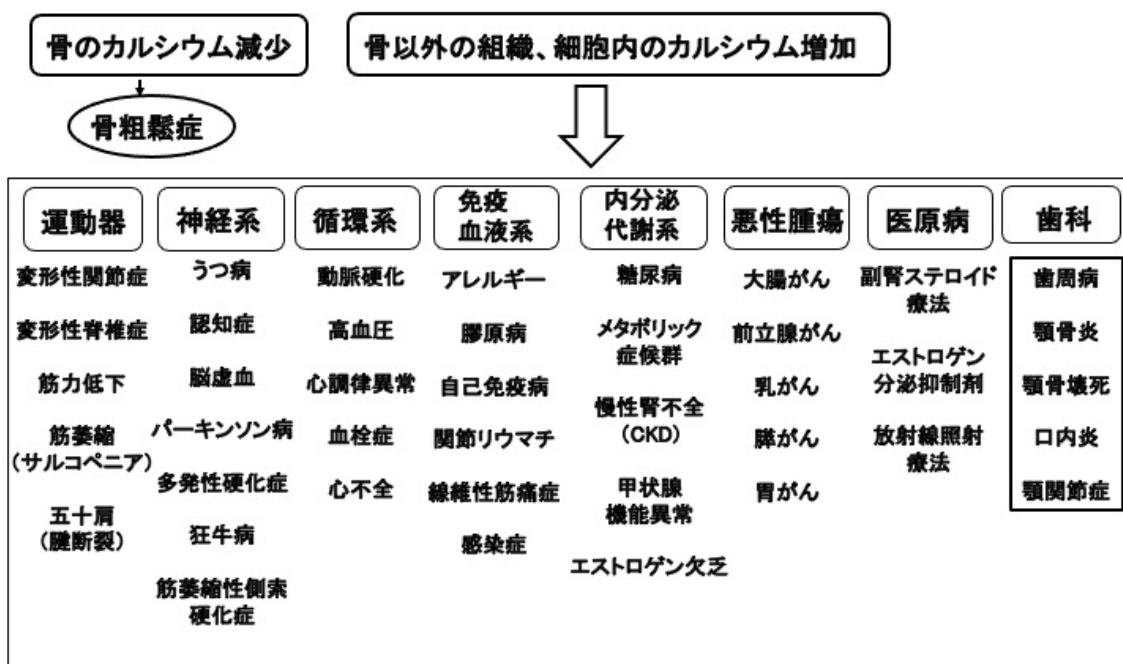 骨のカルシウム減少
骨以外の組織、細胞内のカルシウム増加
骨粗鬆症
運動器
変形性関節症
変形性脊椎症
筋力低下
筋萎縮
(サルコペニア)
五十肩
(腱断裂)
神経系
うつ病
認知症
脳虚血
パーキンソン病
多発性硬化症
狂牛病
筋萎縮性側索
硬化症
循環系
動脈硬化
高血圧
心調律異常
血栓症
心不全
免疫
血液系
アレルギー
膠原病
自己免疫病
関節リウマチ
線維性筋痛症
感染症
内分泌
代謝系
糖尿病
メタボリック
症候群
慢性腎不全
(CKD)
甲状腺
機能異常
エストロゲン欠乏
悪性腫瘍
大腸がん
前立腺がん
乳がん
膵がん
胃がん
医原病
副腎ステロイド
療法
エストロゲン
分泌抑制剤
放射線照射
療法
歯科
歯周病
顎骨炎
顎骨壊死
口内炎
顎関節症